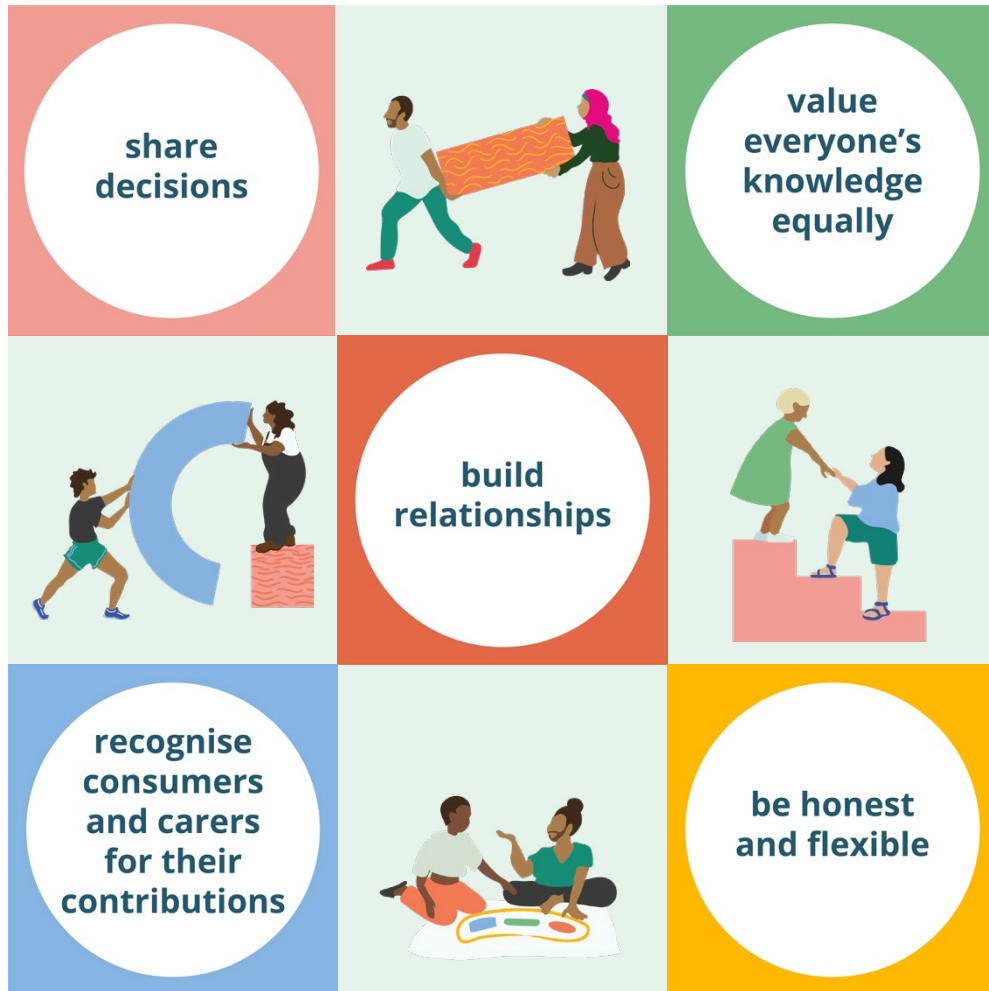 share
decisions
value
everyone’s
knowledge
equally
build
relationships
recognise
consumers
and carers
for their
contributions
be honest
and flexible